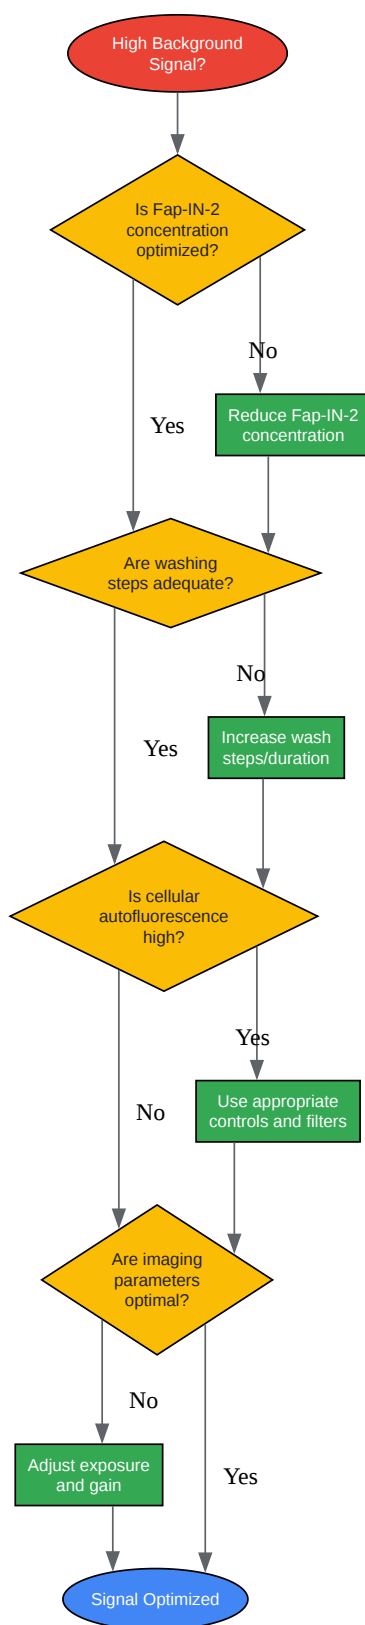 High Background
Signal?
Is Fap-IN-2
concentration
optimized?
No
Reduce Fap-IN-2
concentration
Yes
Are washing
steps adequate?
No
Increase wash
steps/duration
Yes
Is cellular
autofluorescence
high?
Yes
Use appropriate
controls and filters
No
Are imaging
parameters
optimal?
No
Adjust exposure
and gain
Yes
Signal Optimized